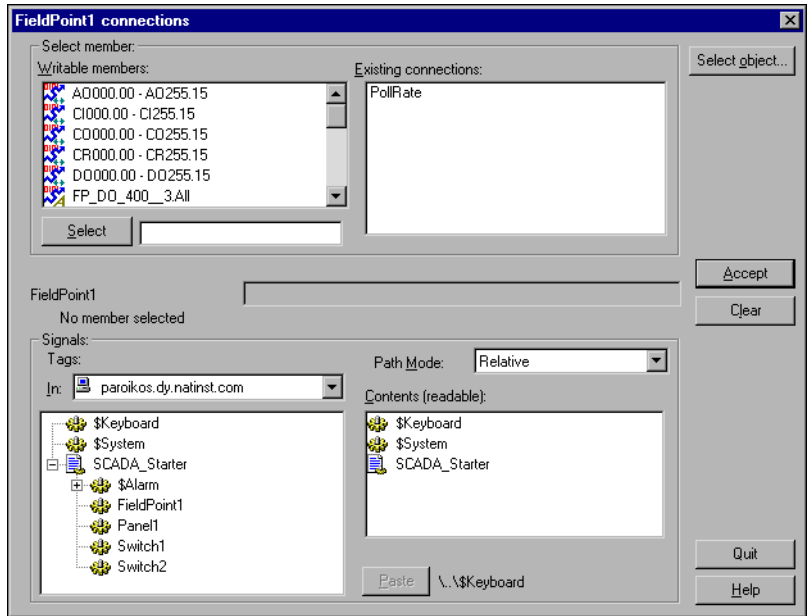 FieldPoint1 connections
Select member:
Writable members:
AO000.00 - AO255.15
CI000.00 - CI255.15
CO000.00 - CO255.15
CR000.00 - CR255.15
DO000.00 - DO255.15
FP_DO_400__3.All
Select
Existing connections:
PollRate
Select object...
FieldPoint1
No member selected
Accept
Clear
Signals:
Tags:
In: paroikos.dy.natinst.com
$Keyboard
$System
SCADA_Starter
$Alarm
FieldPoint1
Panel1
Switch1
Switch2
Path Mode: Relative
Contents (readable):
$Keyboard
$System
SCADA_Starter
Paste \..\$Keyboard
Quit
Help